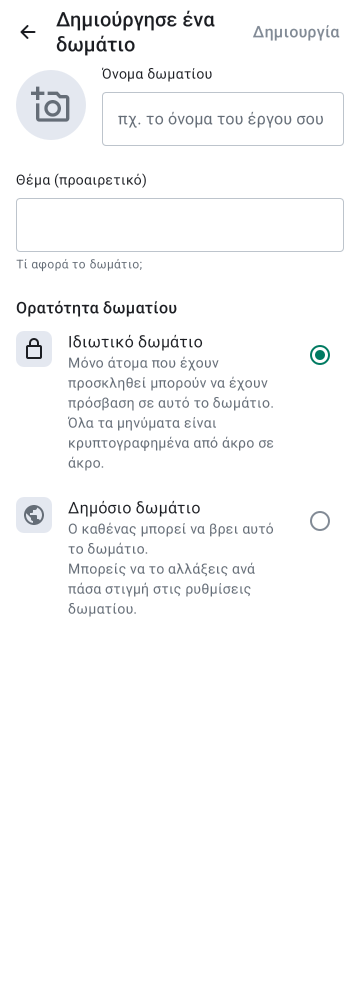 Δημιούργησε ένα
δωμάτιο
Δημιουργία
Όνομα δωματίου
πχ. το όνομα του έργου σου
Θέμα (προαιρετικό)
Τί αφορά το δωμάτιο;
Ορατότητα δωματίου
Ιδιωτικό δωμάτιο
Μόνο άτομα που έχουν
προσκληθεί μπορούν να έχουν
πρόσβαση σε αυτό το δωμάτιο.
Όλα τα μηνύματα είναι
κρυπτογραφημένα από άκρο σε
άκρο.
Δημόσιο δωμάτιο
Ο καθένας μπορεί να βρει αυτό
το δωμάτιο.
Μπορείς να το αλλάξεις ανά
πάσα στιγμή στις ρυθμίσεις
δωματίου.